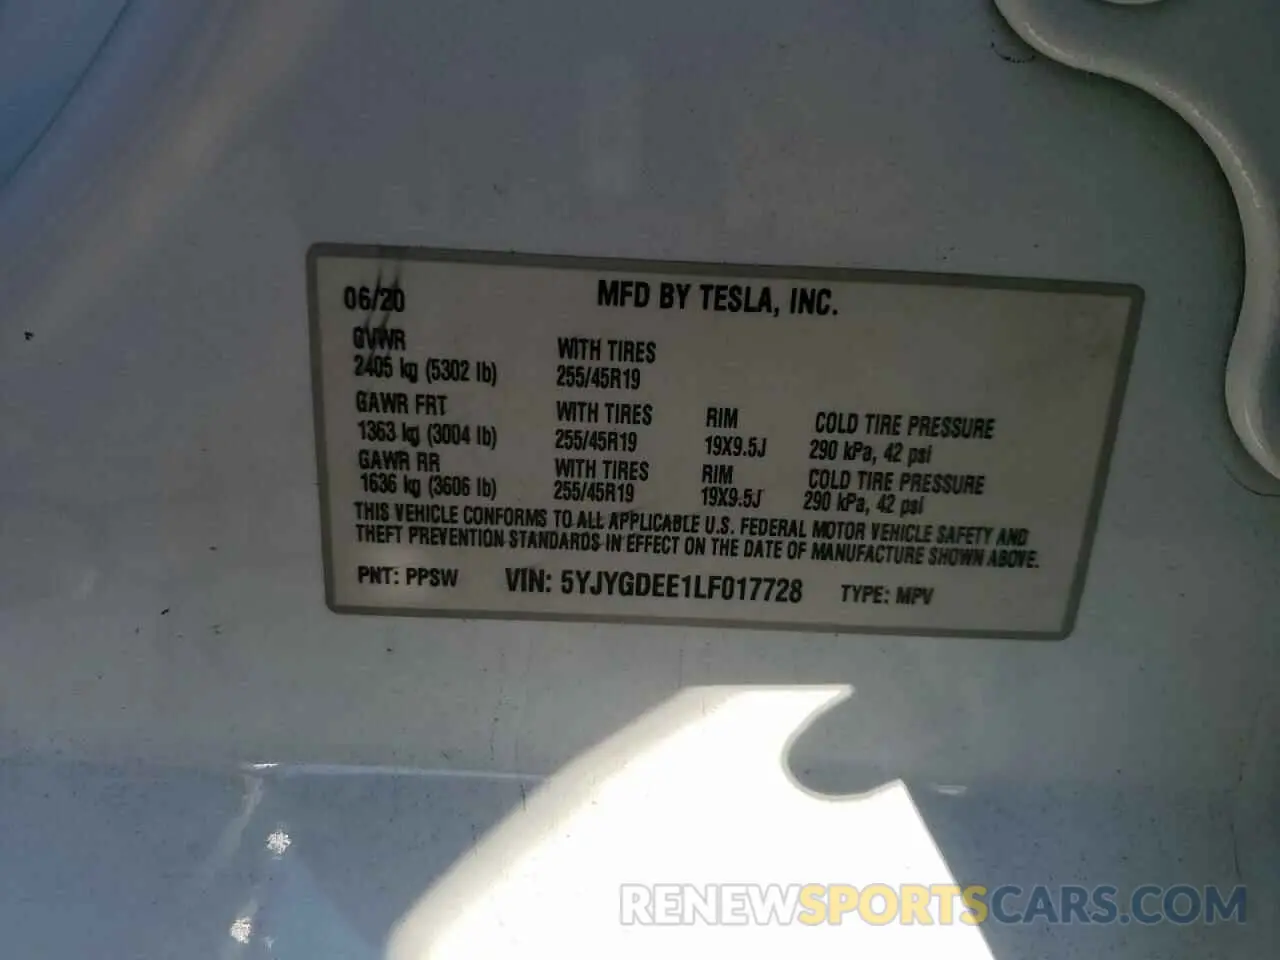 06/20 MFD BY TESLA, INC.
GVWR WITH TIRES
2405 kg (5302 lb) 255/45R19
GAWR FRT WITH TIRES RIM COLD TIRE PRESSURE
1363 kg (3004 lb) 255/45R19 19X9.5J 290 kPa, 42 psi
GAWR RR WITH TIRES RIM COLD TIRE PRESSURE
1636 kg (3606 lb) 255/45R19 19X9.5J 290 kPa, 42 psi
THIS VEHICLE CONFORMS TO ALL APPLICABLE U.S. FEDERAL MOTOR VEHICLE SAFETY AND
THEFT PREVENTION STANDARDS IN EFFECT ON THE DATE OF MANUFACTURE SHOWN ABOVE.
PNT: PPSW VIN: 5YJYGDEE1LF017728 TYPE: MPV
RENEWSPORTSCARS.COM